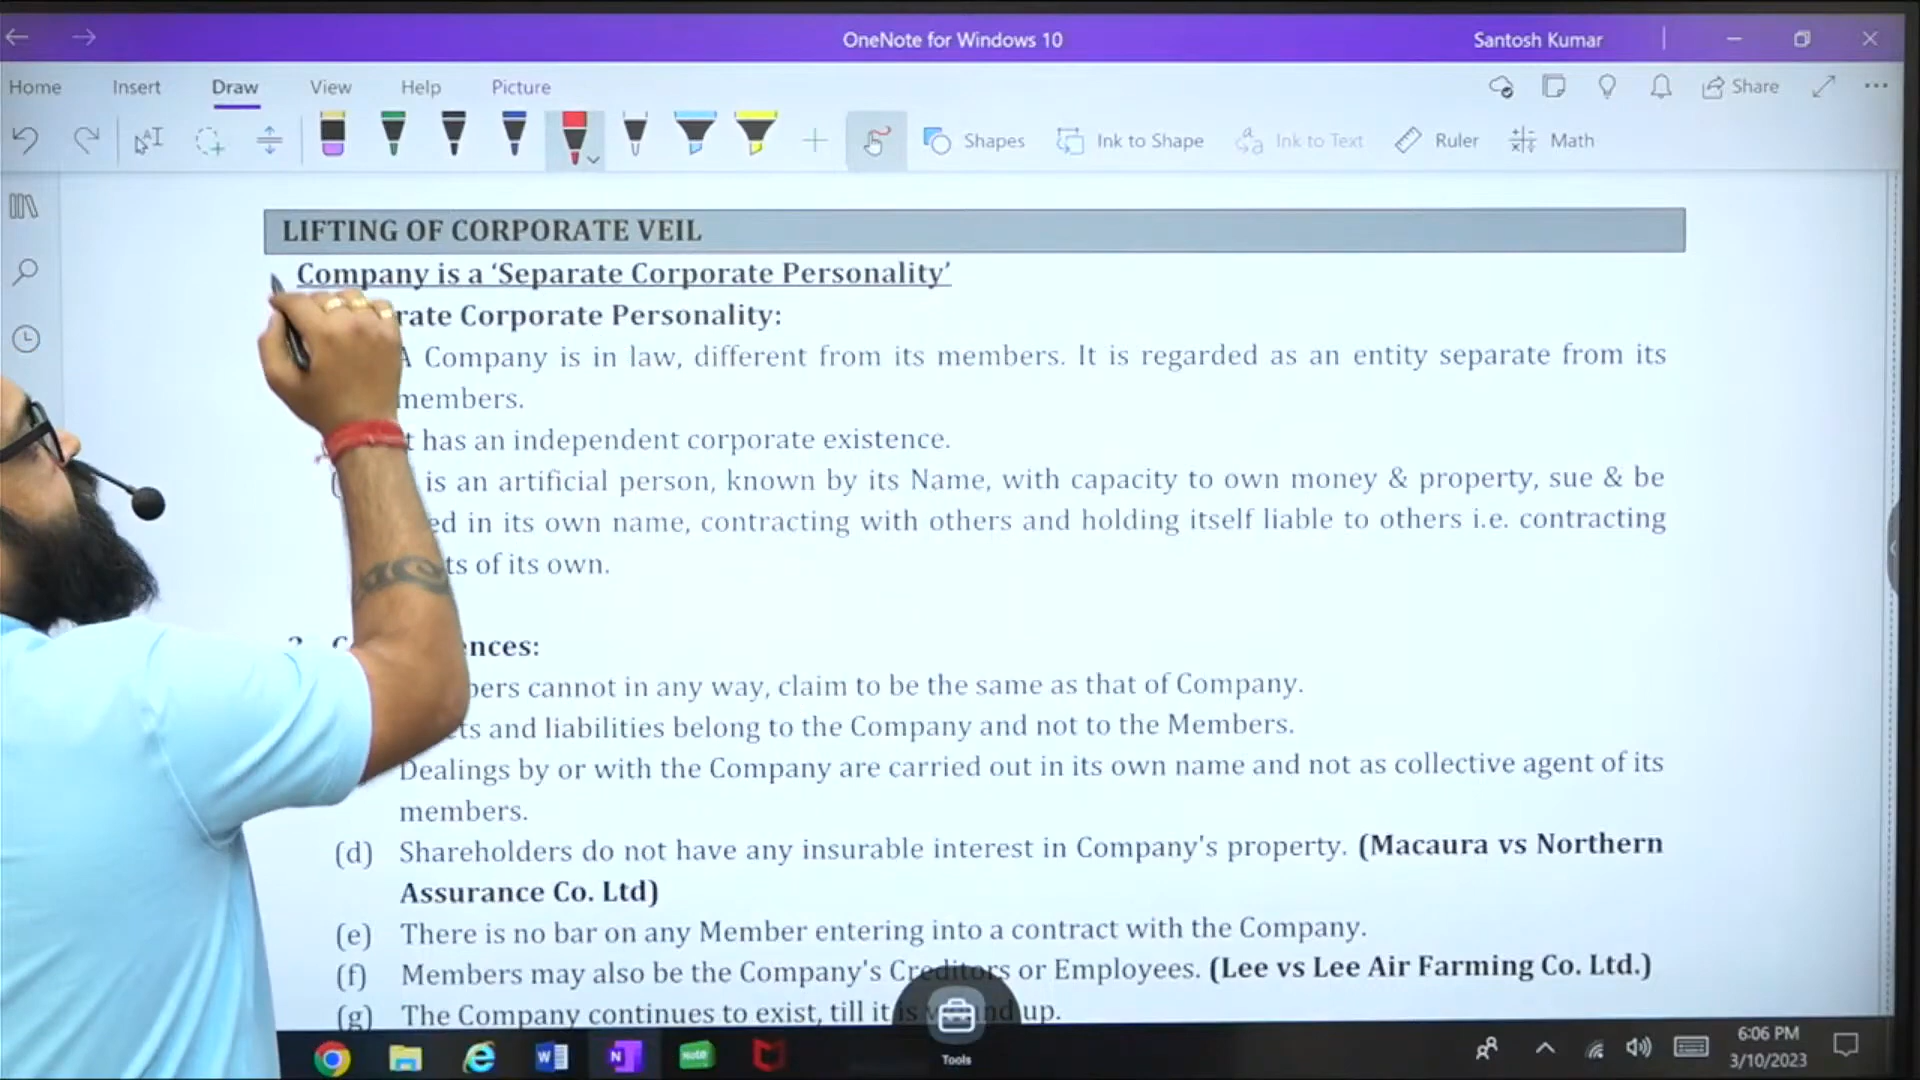 OneNote for Windows 10
Santosh Kumar
Home Insert Draw View Help Picture
Share
Shapes Ink to Shape Ink to Text Ruler Math
LIFTING OF CORPORATE VEIL
Company is a ‘Separate Corporate Personality’
rate Corporate Personality:
A Company is in law, different from its members. It is regarded as an entity separate from its
members.
t has an independent corporate existence.
is an artificial person, known by its Name, with capacity to own money & property, sue & be
ed in its own name, contracting with others and holding itself liable to others i.e. contracting
ts of its own.
nces:
bers cannot in any way, claim to be the same as that of Company.
ts and liabilities belong to the Company and not to the Members.
Dealings by or with the Company are carried out in its own name and not as collective agent of its
members.
(d) Shareholders do not have any insurable interest in Company's property. (Macaura vs Northern
Assurance Co. Ltd)
(e) There is no bar on any Member entering into a contract with the Company.
(f) Members may also be the Company's Creditors or Employees. (Lee vs Lee Air Farming Co. Ltd.)
(g) The Company continues to exist, till it is wound up.
Tools
6:06 PM
3/10/2023